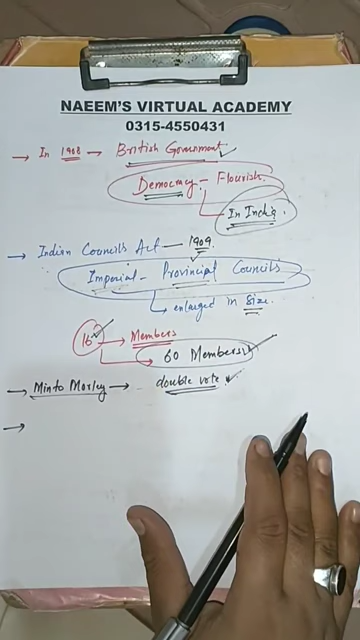 NAEEM'S VIRTUAL ACADEMY
0315-4550431
→ In 1908 → British Government ✓
Democracy - Flourish.
In India.
→ Indian Councils Act — 1909.
Imperial - Provincial Councils
enlarged in Size.
16 → Members
60 Members
→ Minto Morley → double vote ✓
→